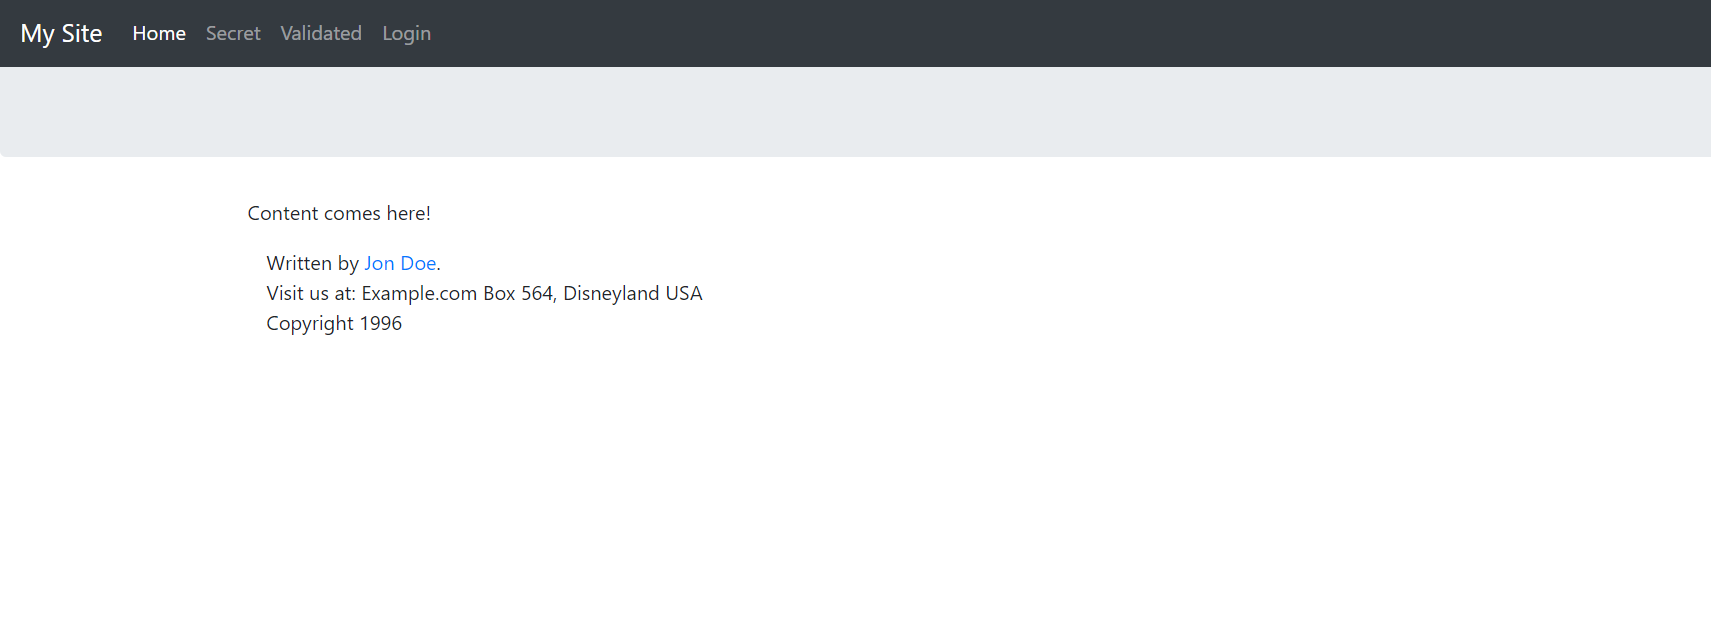 My Site Home Secret Validated Login
Content comes here!
Written by Jon Doe.
Visit us at: Example.com Box 564, Disneyland USA
Copyright 1996